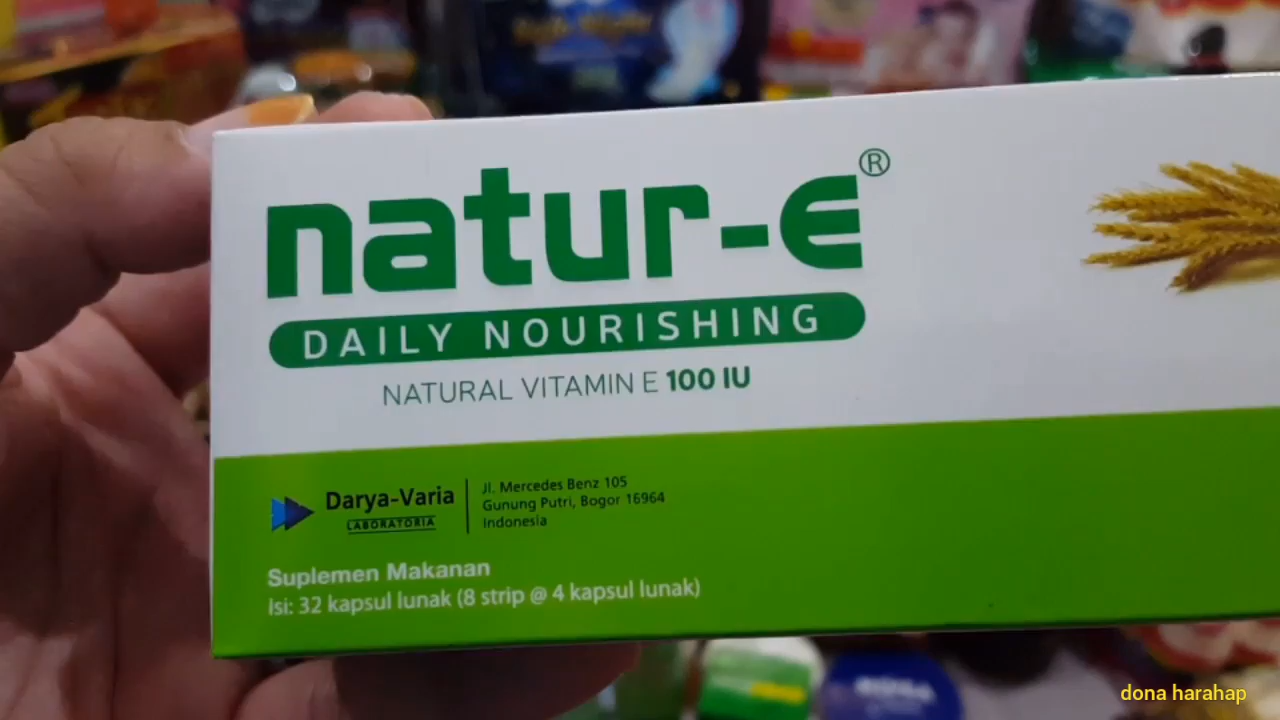 natur-e®
DAILY NOURISHING
NATURAL VITAMIN E 100 IU
Darya-Varia
LABORATORIA
Jl. Mercedes Benz 105
Gunung Putri, Bogor 16964
Indonesia
Suplemen Makanan
Isi: 32 kapsul lunak (8 strip @ 4 kapsul lunak)
dona harahap